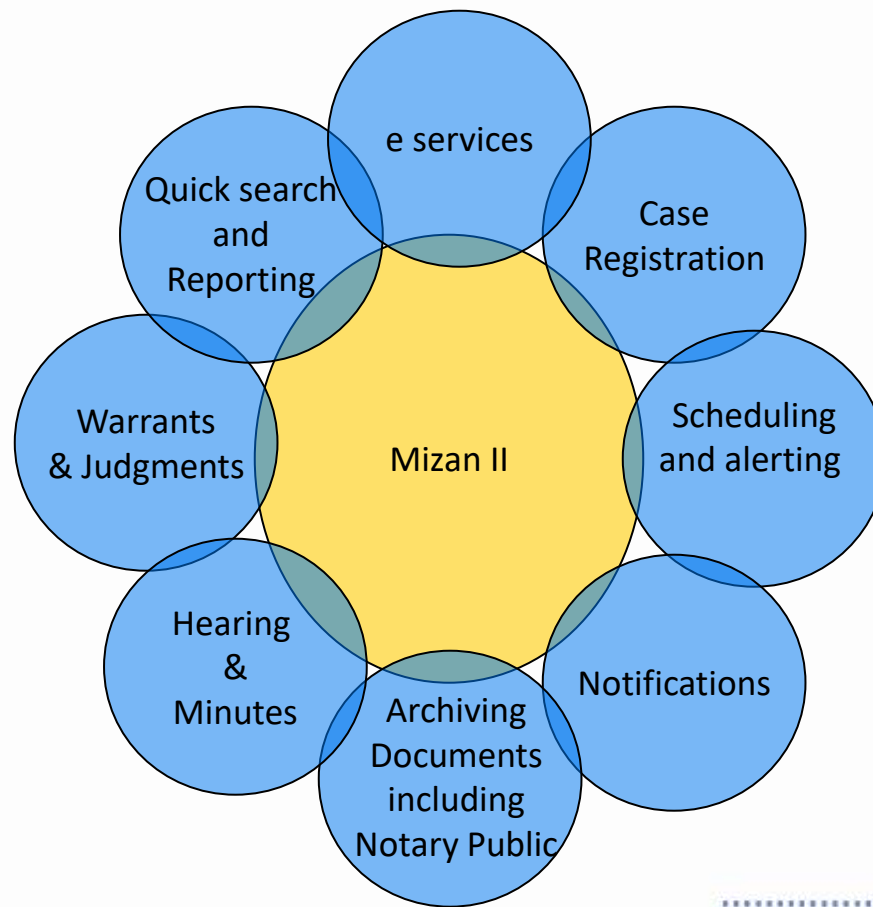 e services
Case
Registration
Scheduling
and alerting
Notifications
Archiving
Documents
including
Notary Public
Hearing
&
Minutes
Warrants
& Judgments
Quick search
and
Reporting
Mizan II